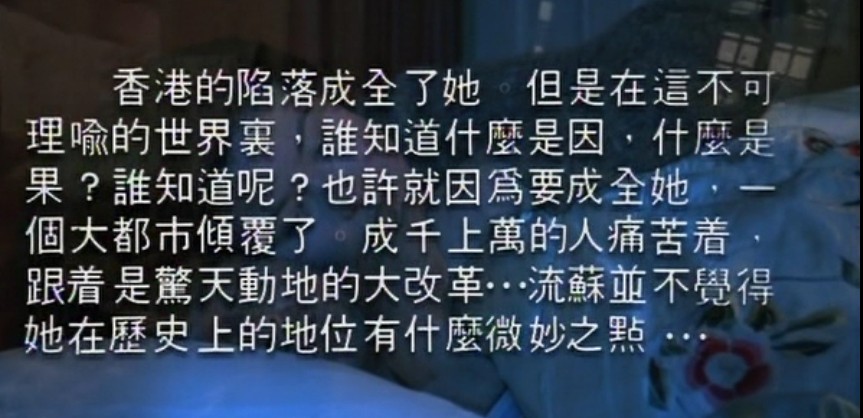 香港的陷落成全了她。但是在這不可
理喻的世界裏，誰知道什麼是因，什麼是
果？誰知道呢？也許就因爲要成全她，一
個大都市傾覆了。成千上萬的人痛苦着，
跟着是驚天動地的大改革…流蘇並不覺得
她在歷史上的地位有什麼微妙之點…